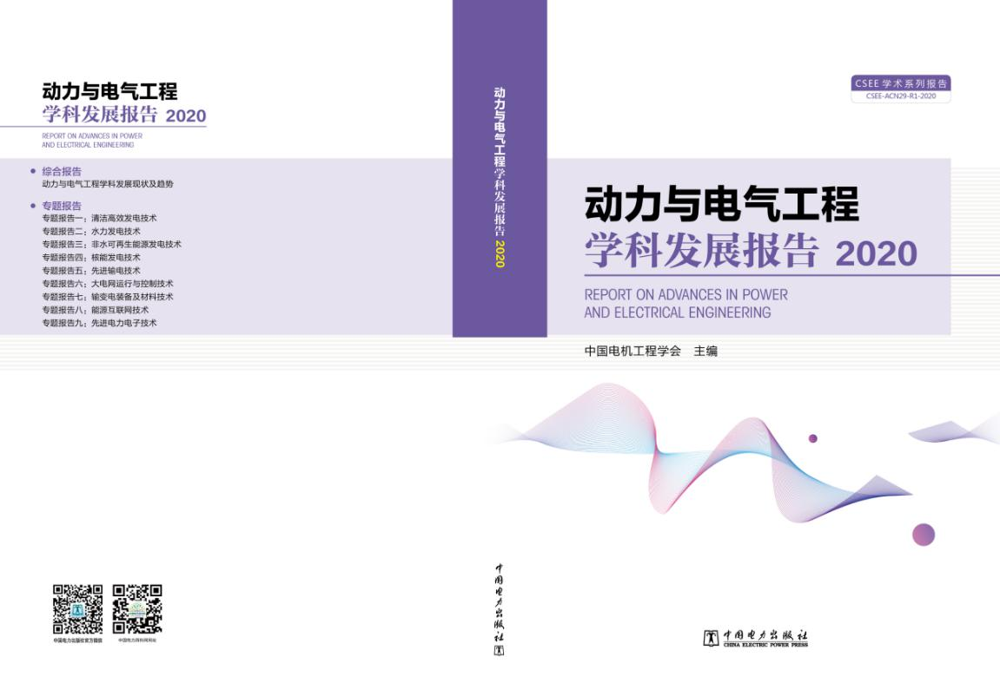 动力与电气工程
学科发展报告 2020
REPORT ON ADVANCES IN POWER
AND ELECTRICAL ENGINEERING
● 综合报告
动力与电气工程学科发展现状及趋势
● 专题报告
专题报告一：清洁高效发电技术
专题报告二：水力发电技术
专题报告三：非水可再生能源发电技术
专题报告四：核能发电技术
专题报告五：先进输电技术
专题报告六：大电网运行与控制技术
专题报告七：输变电装备及材料技术
专题报告八：能源互联网技术
专题报告九：先进电力电子技术
中国电力出版社官方微信
中国电力百科网网站
动力与电气工程学科发展报告 2020
中国电力出版社
CSEE 学术系列报告
CSEE-ACN29-R1-2020
动力与电气工程
学科发展报告 2020
REPORT ON ADVANCES IN POWER
AND ELECTRICAL ENGINEERING
中国电机工程学会 主编
中国电力出版社
CHINA ELECTRIC POWER PRESS